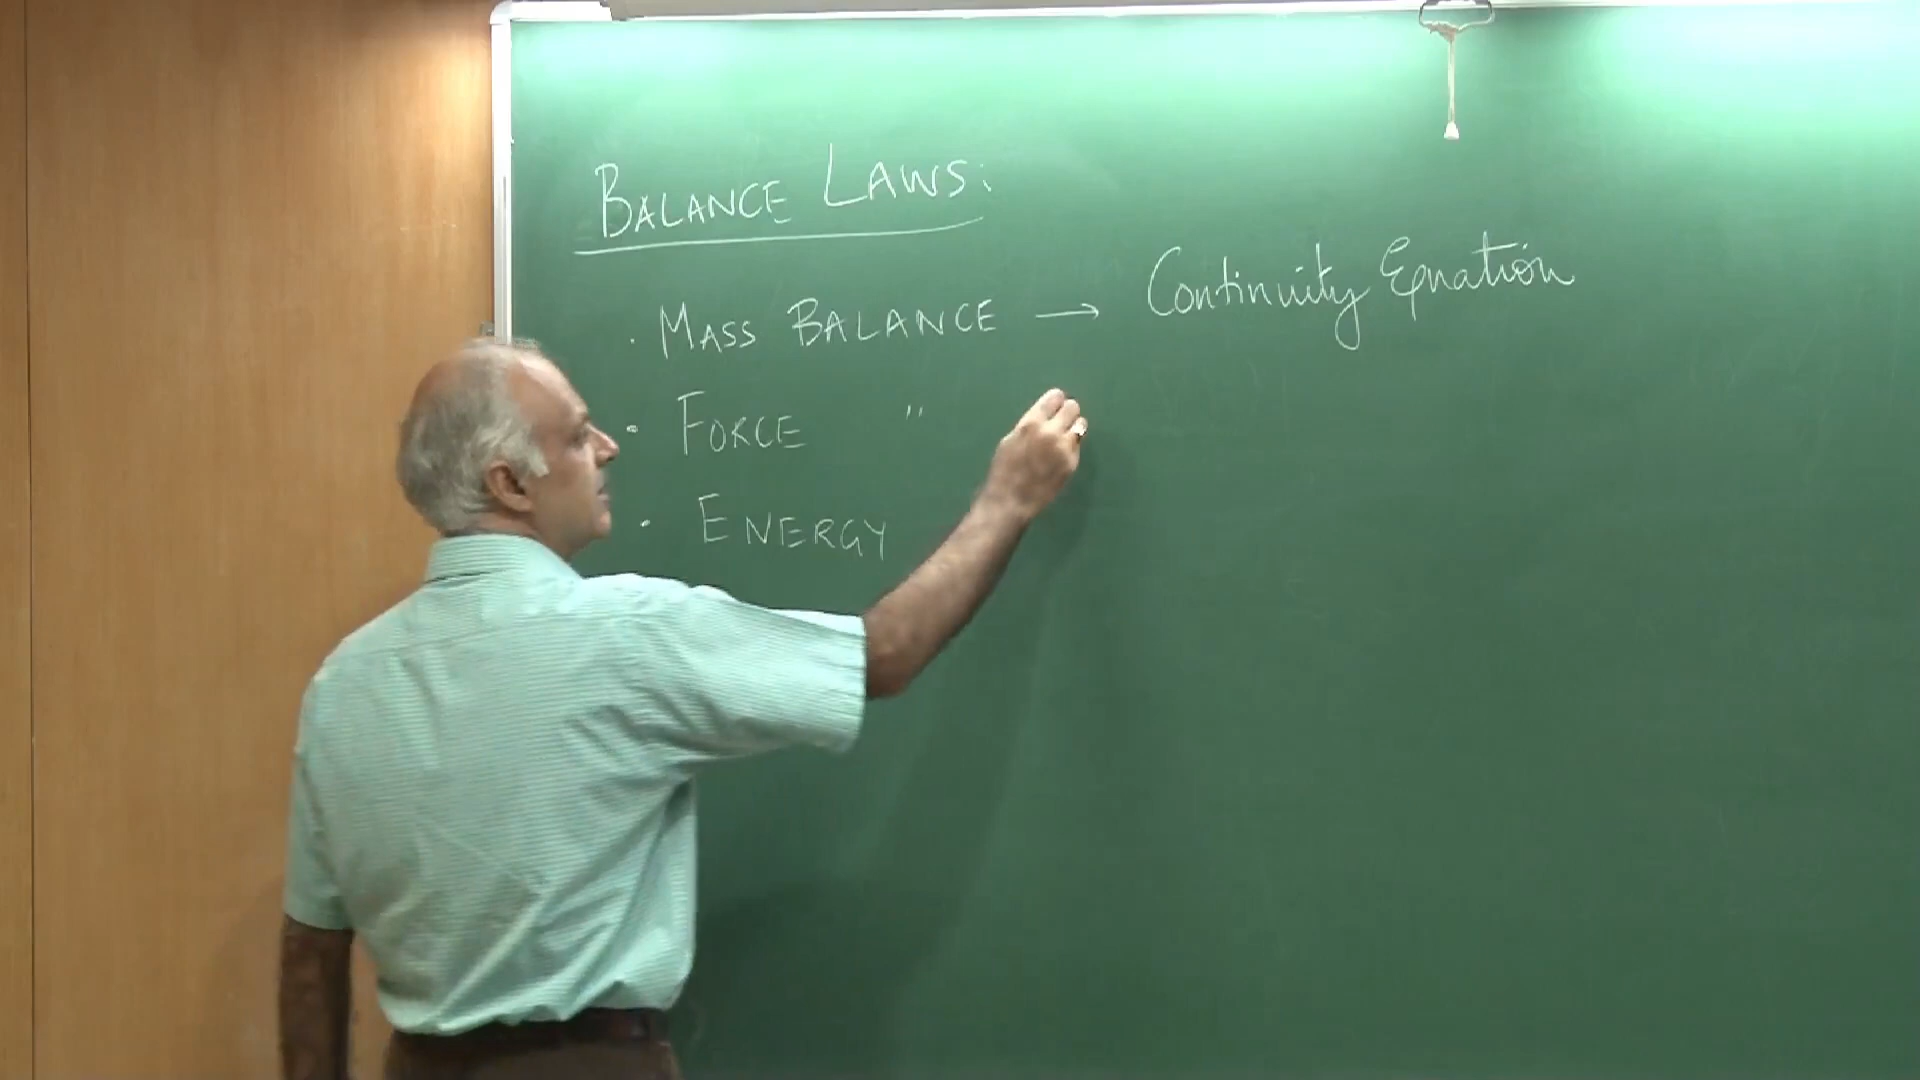 BALANCE LAWS:
· MASS BALANCE → Continuity Equation
· FORCE "
· ENERGY